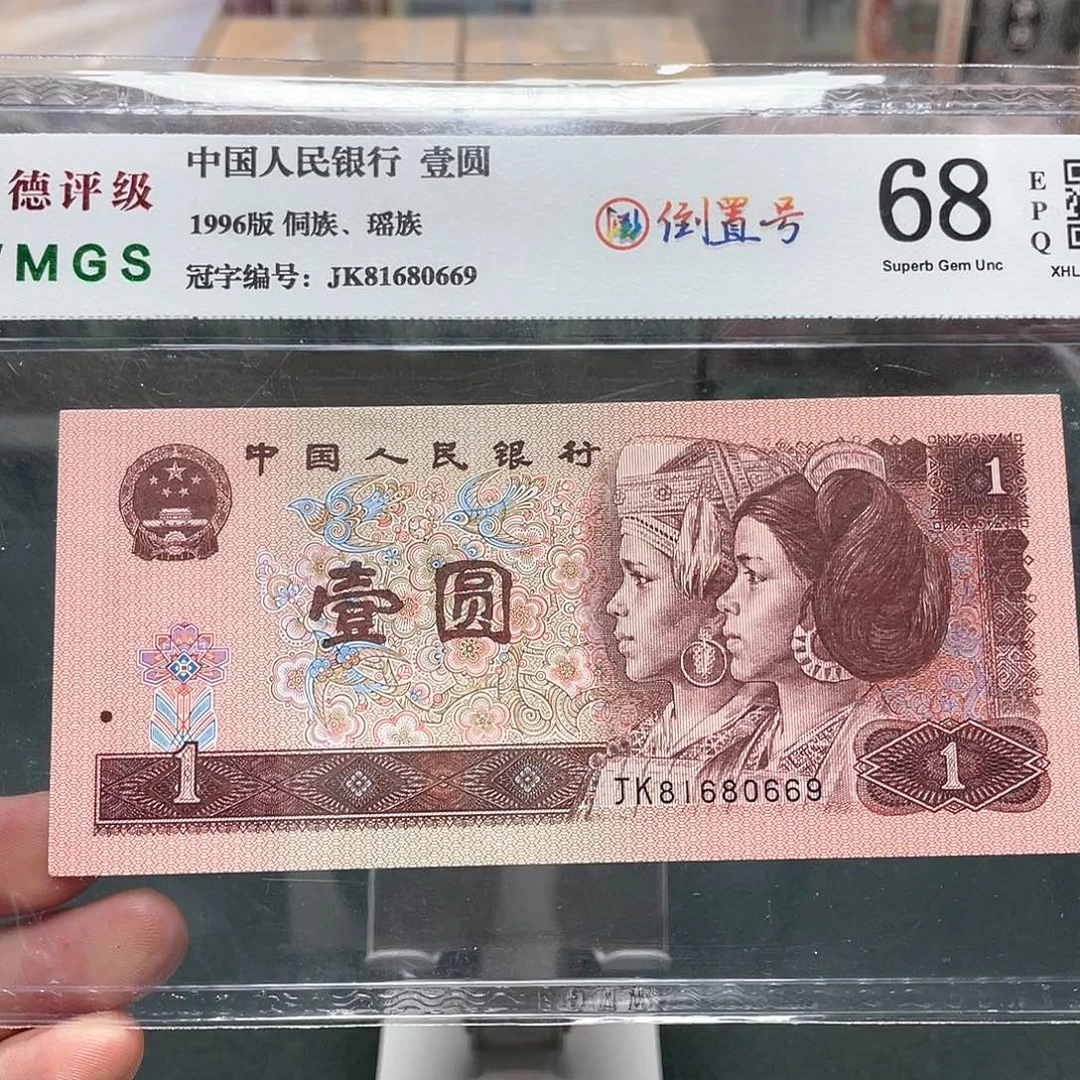 德评级
MGS
中国人民银行 壹圆
1996版 侗族、瑶族
冠字编号：JK81680669
倒置号
68
EPQ
Superb Gem Unc
XHL
中国人民银行
壹圆
1
1
JK81680669
1